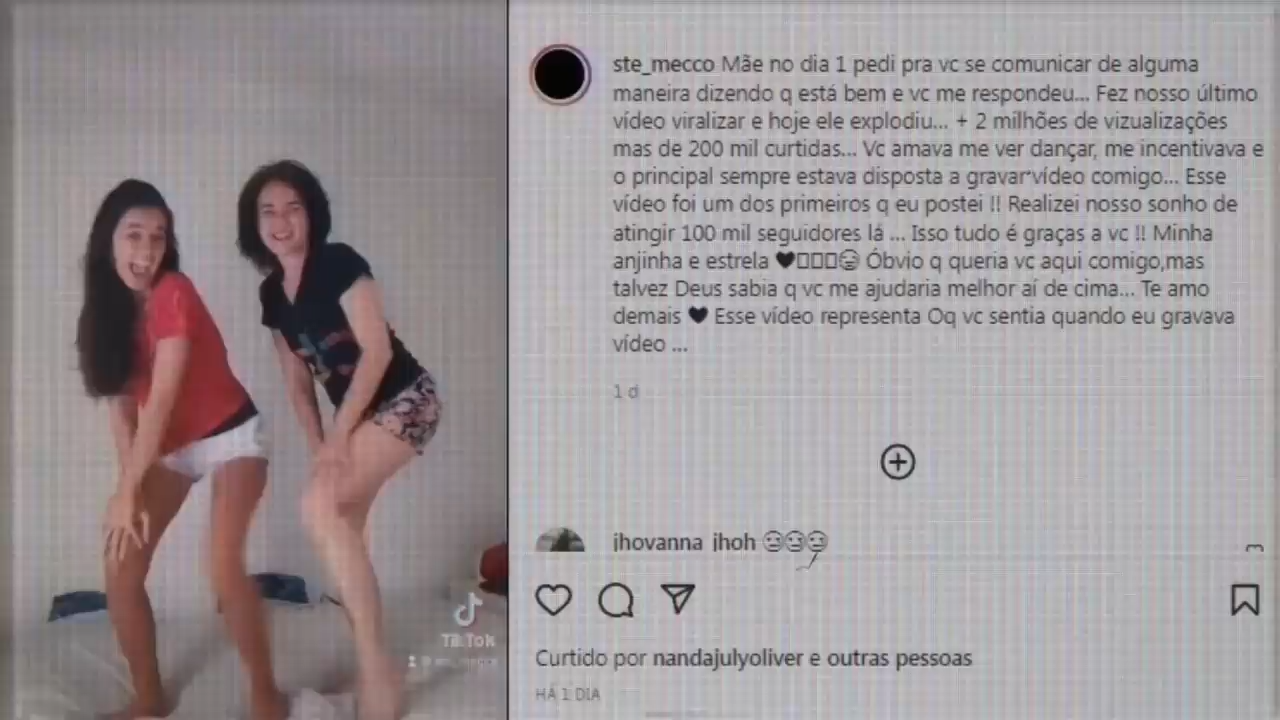 ste_mecco Mãe no dia 1 pedi pra vc se comunicar de alguma
maneira dizendo q está bem e vc me respondeu... Fez nosso último
vídeo viralizar e hoje ele explodiu... + 2 milhões de vizualizações
mas de 200 mil curtidas... Vc amava me ver dançar, me incentivava e
o principal sempre estava disposta a gravar vídeo comigo... Esse
vídeo foi um dos primeiros q eu postei !! Realizei nosso sonho de
atingir 100 mil seguidores lá ... Isso tudo é graças a vc !! Minha
anjinha e estrela ♥ Óbvio q queria vc aqui comigo,mas
talvez Deus sabia q vc me ajudaria melhor aí de cima... Te amo
demais ♥ Esse vídeo representa Oq vc sentia quando eu gravava
vídeo ...
1 d
jhovanna_jhoh
TikTok
Curtido por nandajulyoliver e outras pessoas
HÁ 1 DIA